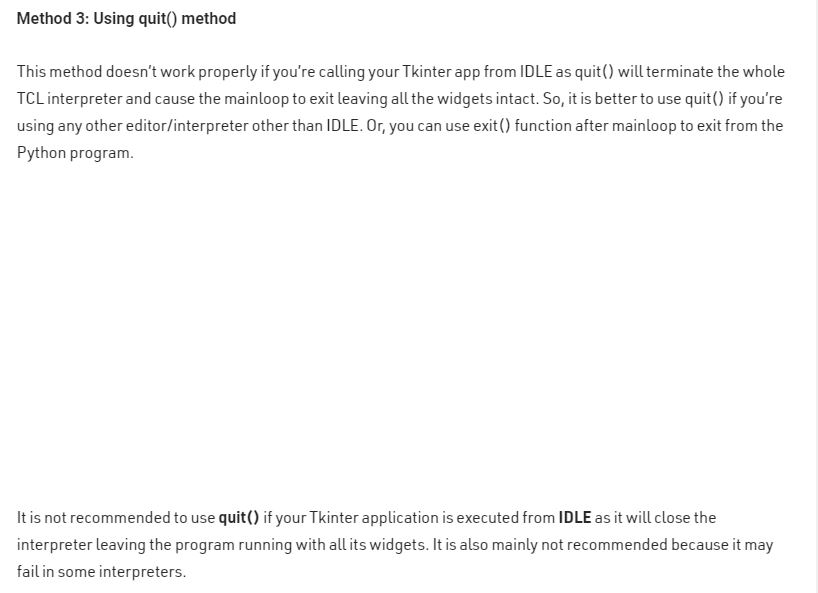 Method 3: Using quit() method
This method doesn't work properly if you're calling your Tkinter app from IDLE as quit() will terminate the whole
TCL interpreter and cause the mainloop to exit leaving all the widgets intact. So, it is better to use quit() if you're
using any other editor/interpreter other than IDLE. Or, you can use exit() function after mainloop to exit from the
Python program.
It is not recommended to use quit() if your Tkinter application is executed from IDLE as it will close the
interpreter leaving the program running with all its widgets. It is also mainly not recommended because it may
fail in some interpreters.